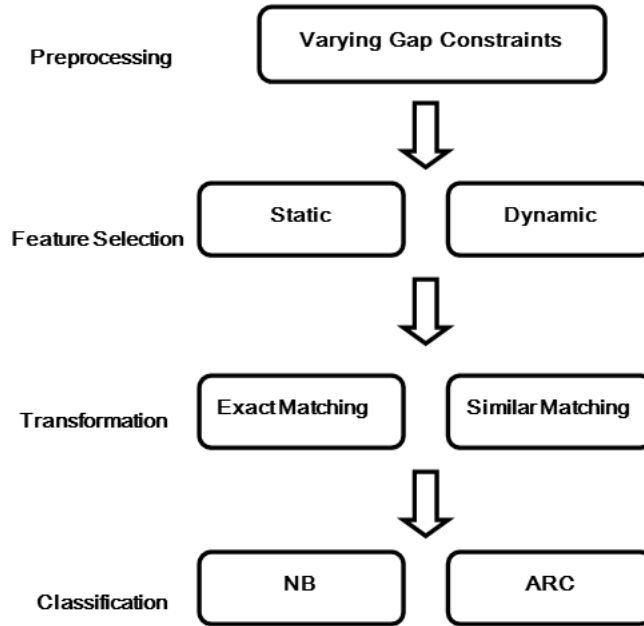 Varying Gap Constraints
Preprocessing
Static
Dynamic
Feature Selection
Exact Matching
Similar Matching
Transformation
NB
ARC
Classification